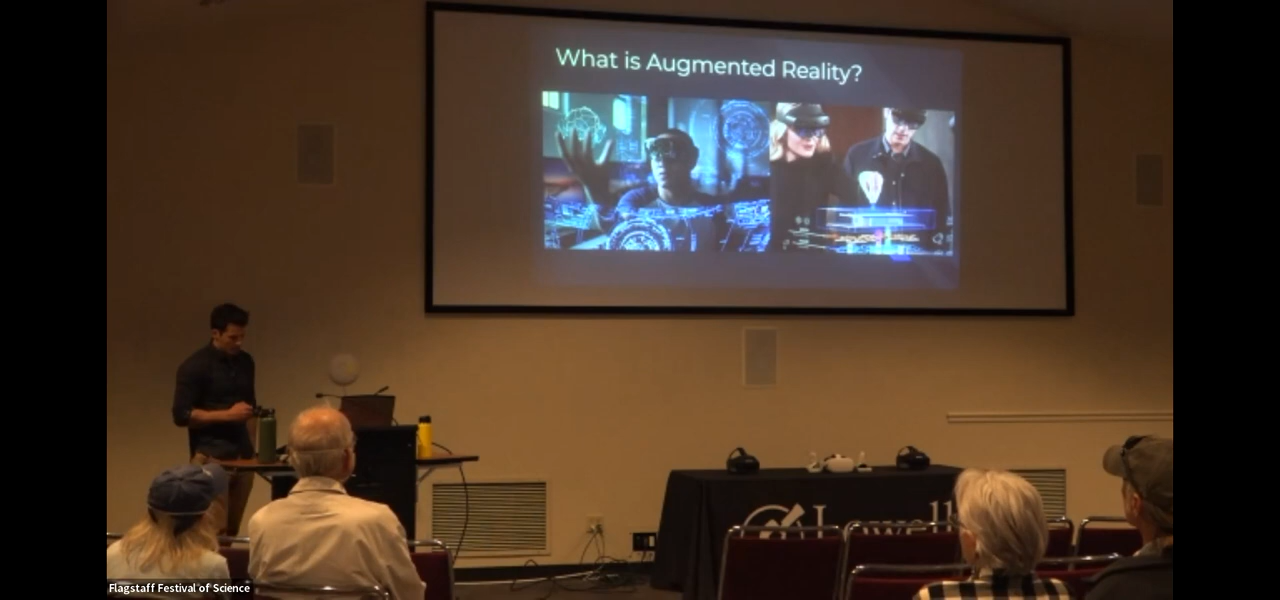 What is Augmented Reality?
Flagstaff Festival of Science